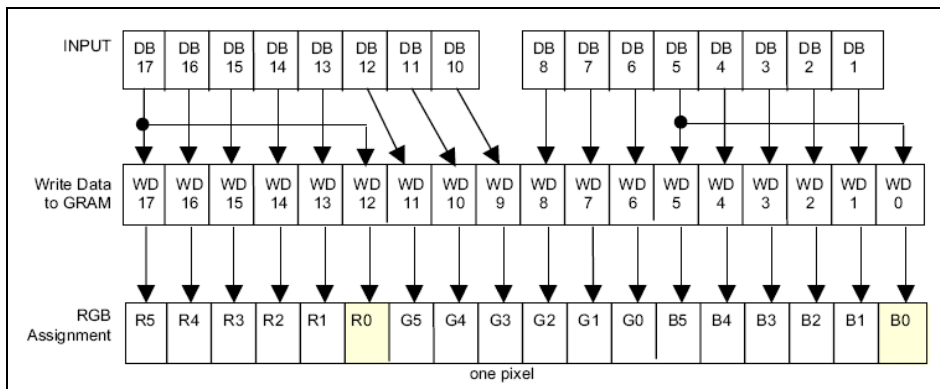 INPUT DB 17 DB 16 DB 15 DB 14 DB 13 DB 12 DB 11 DB 10 DB 8 DB 7 DB 6 DB 5 DB 4 DB 3 DB 2 DB 1
Write Data to GRAM WD 17 WD 16 WD 15 WD 14 WD 13 WD 12 WD 11 WD 10 WD 9 WD 8 WD 7 WD 6 WD 5 WD 4 WD 3 WD 2 WD 1 WD 0
RGB Assignment R5 R4 R3 R2 R1 R0 G5 G4 G3 G2 G1 G0 B5 B4 B3 B2 B1 B0
one pixel